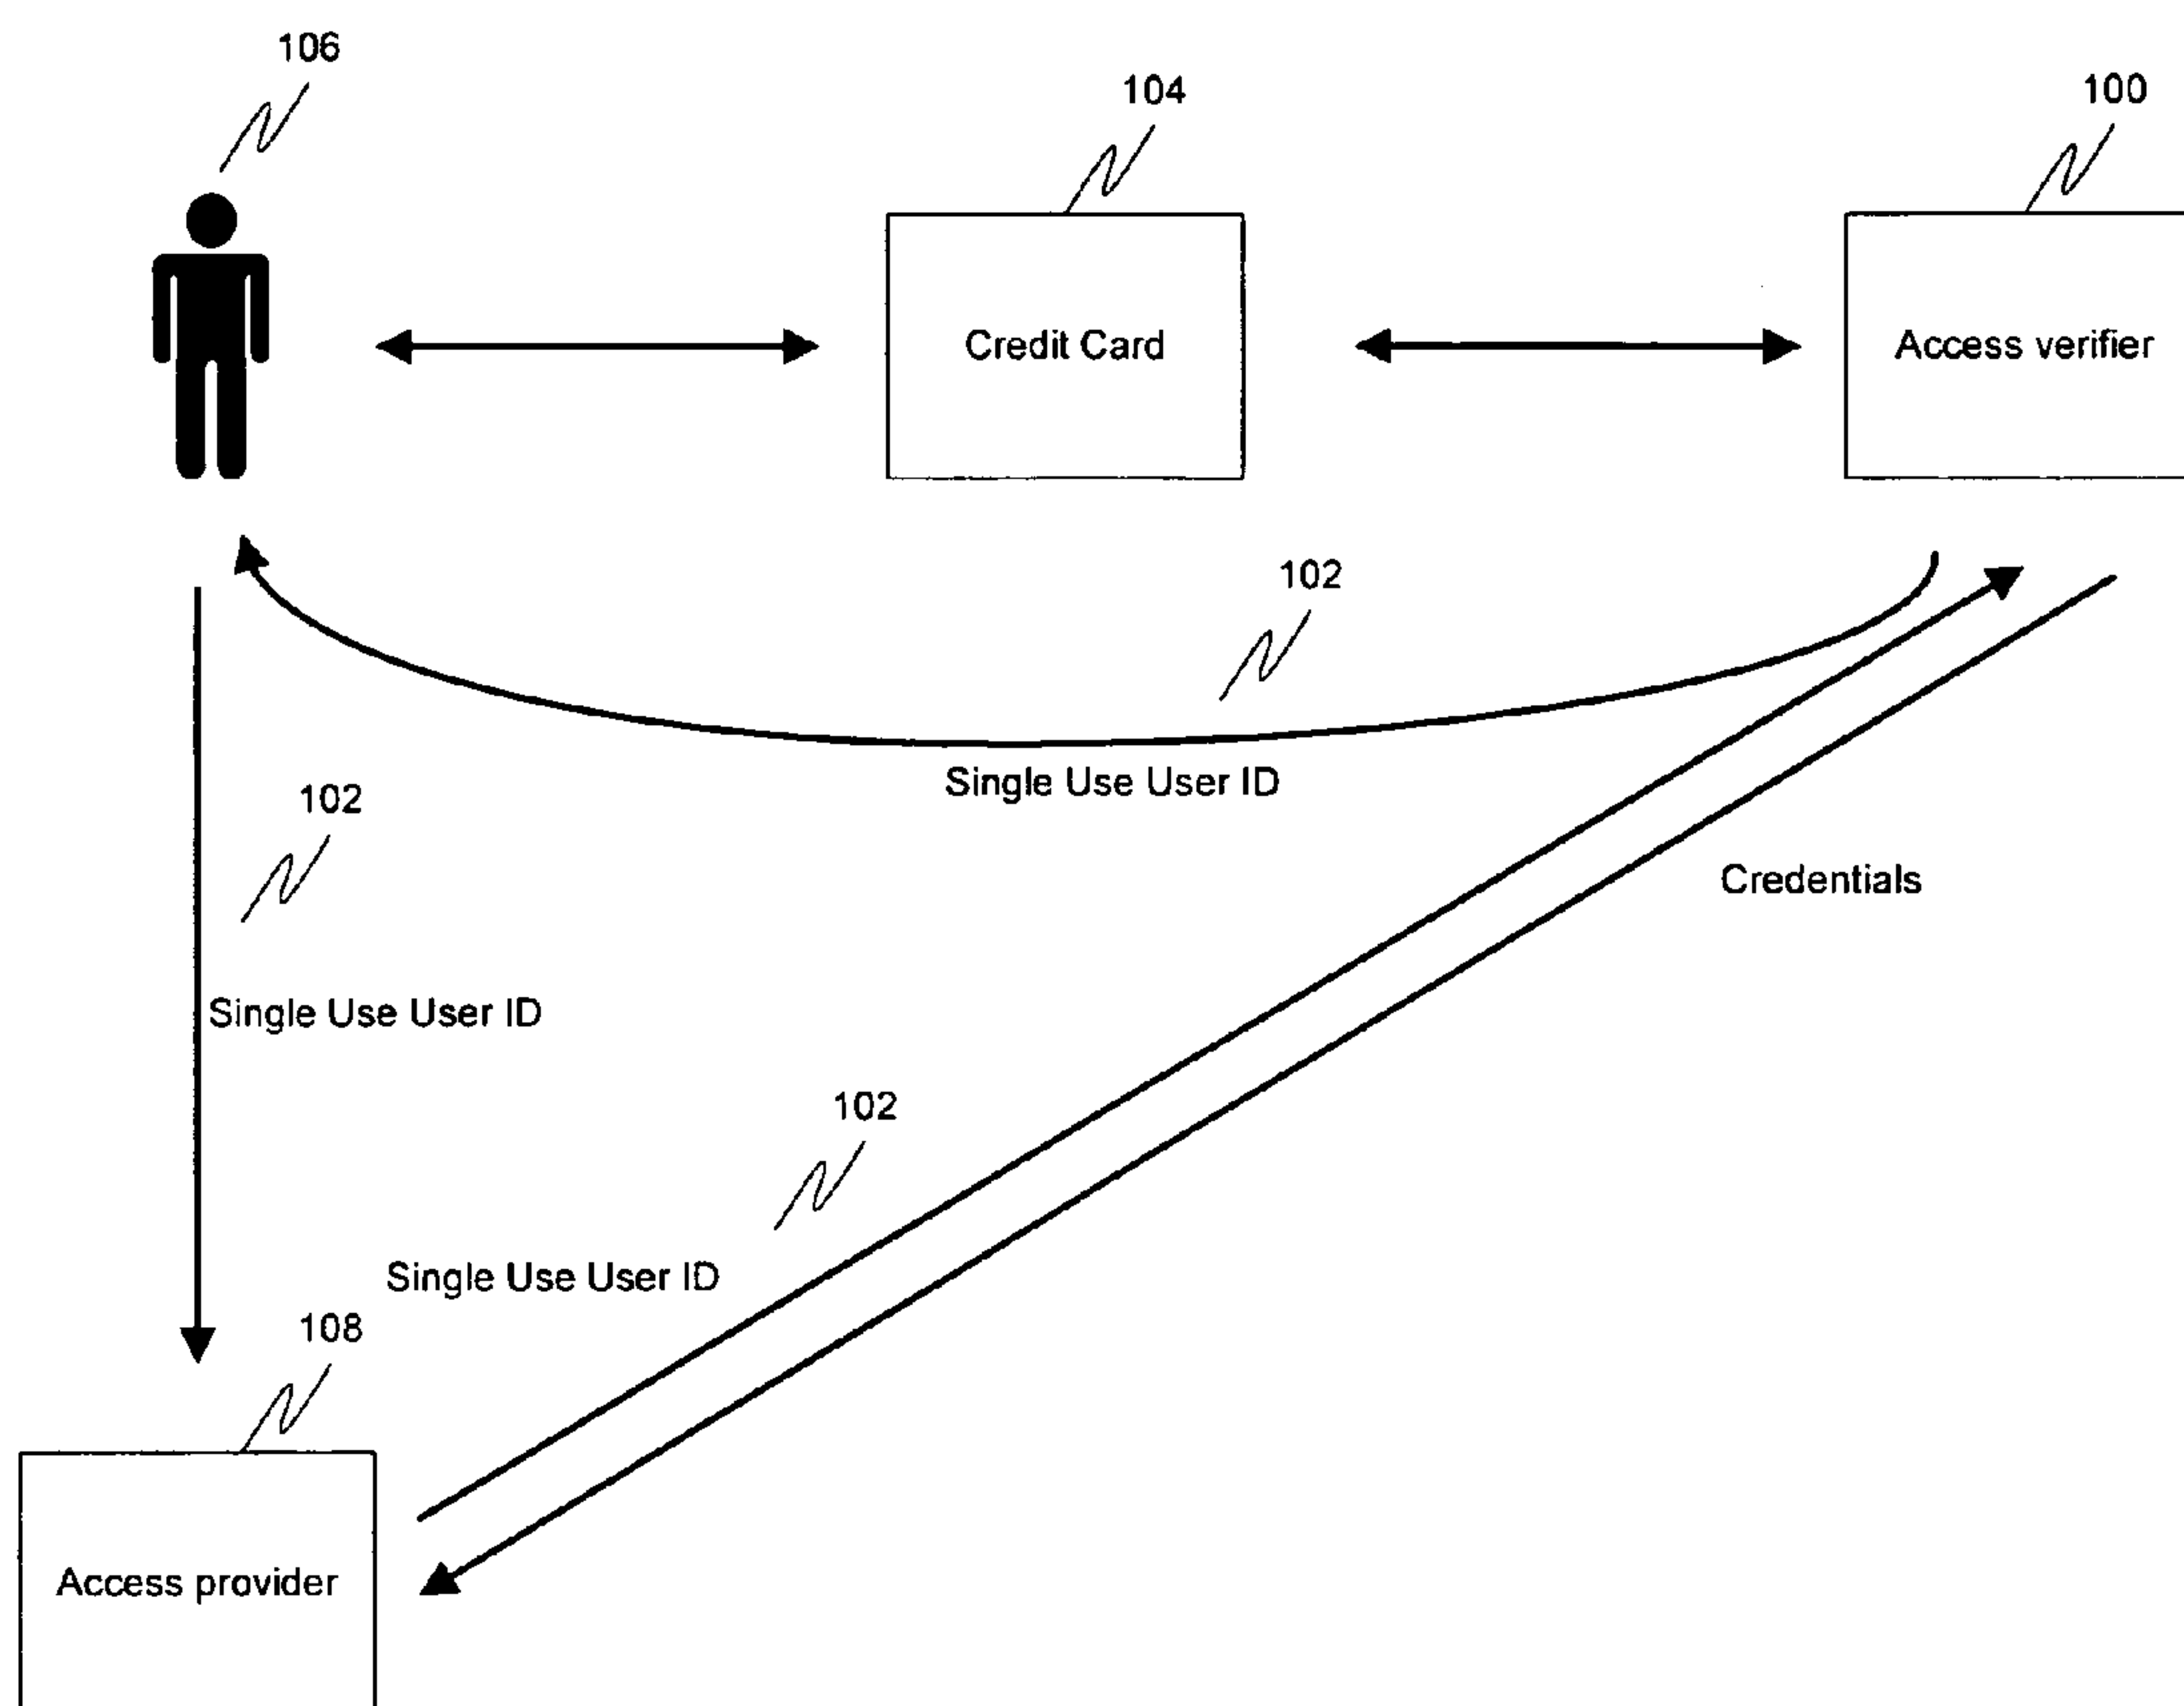 106
104
100
Credit Card
Access verifier
102
Single Use User ID
102
Credentials
Single Use User ID
102
Single Use User ID
108
Access provider